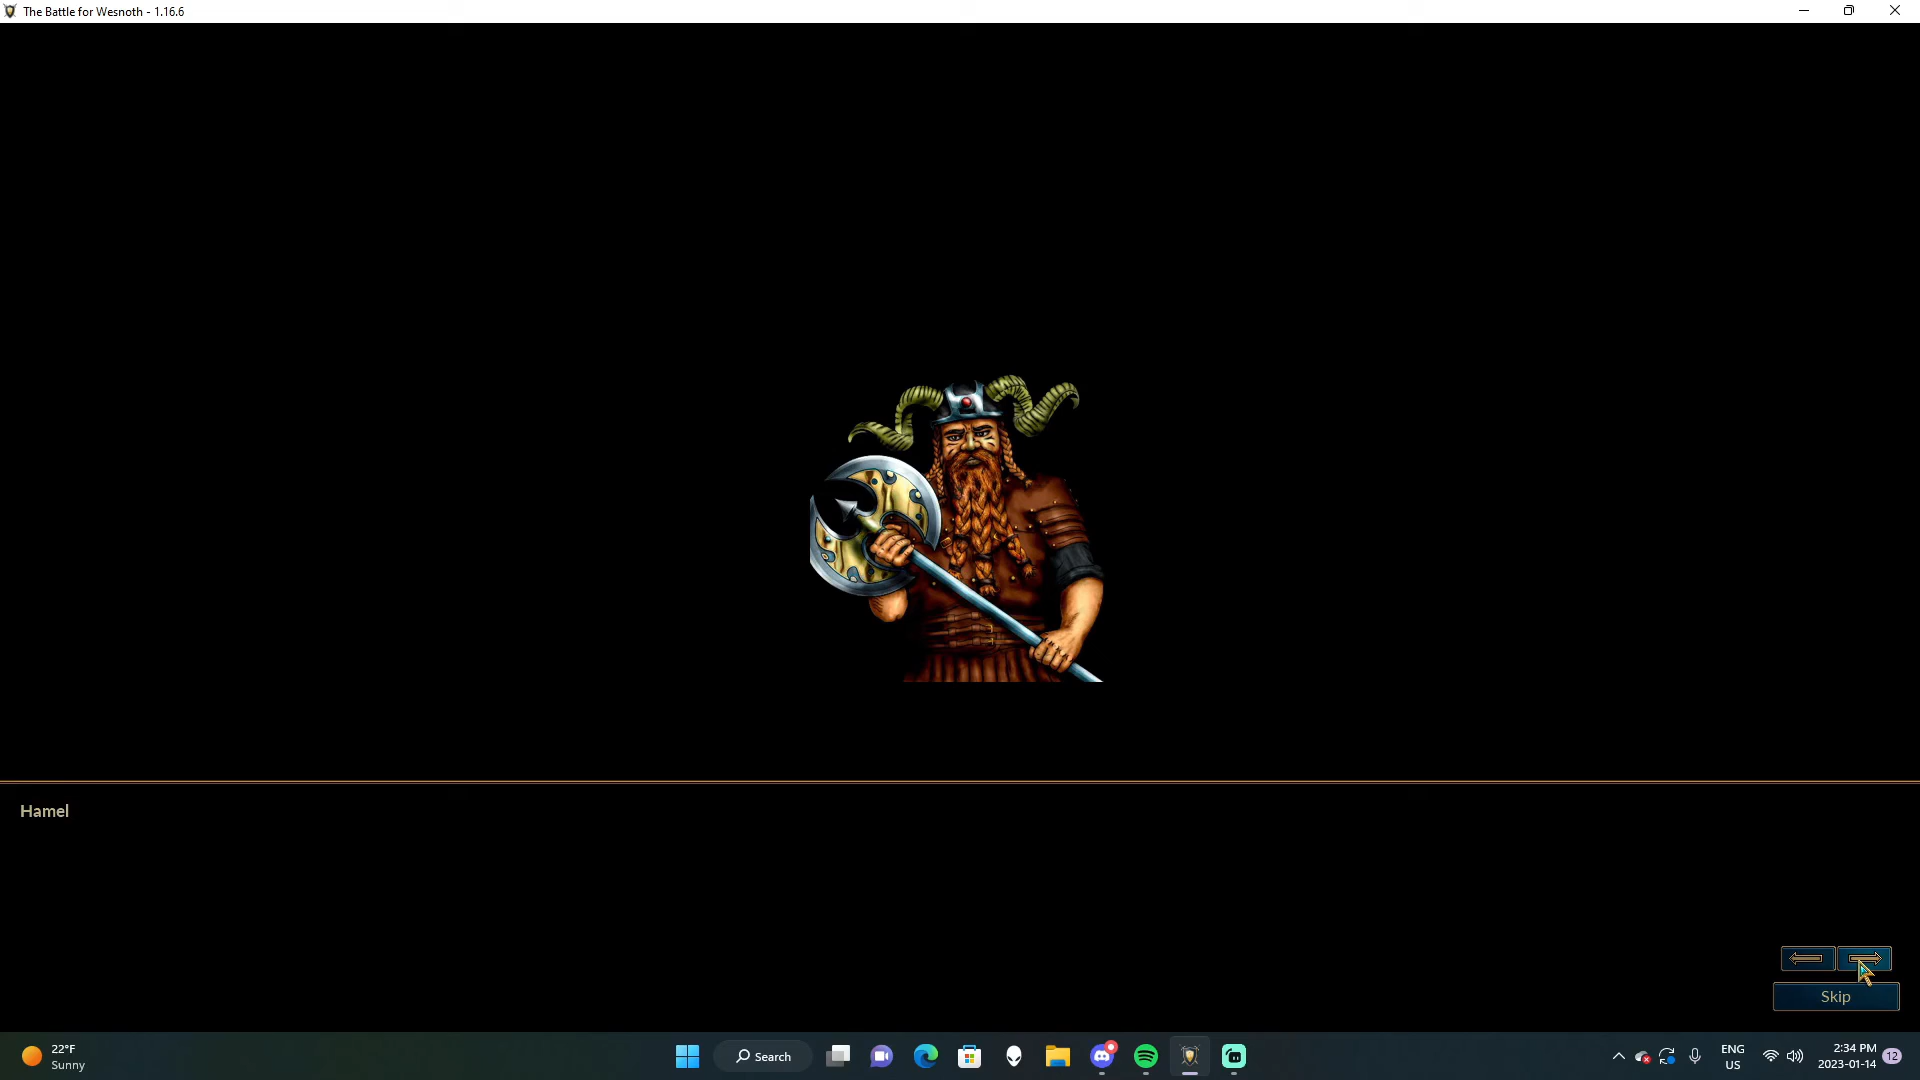 The Battle for Wesnoth - 1.16.6
Hamel
Skip
22°F
Sunny
Search
ENG
US
2:34 PM
2023-01-14
12